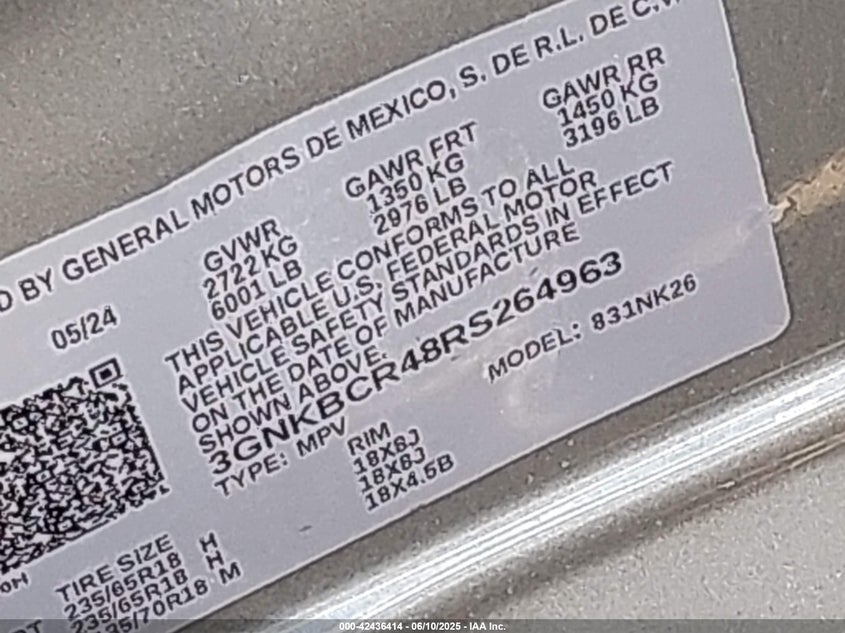 D BY GENERAL MOTORS DE MEXICO, S. DE R.L. DE C.V.
05/24
GVWR
2722 KG
6001 LB
GAWR FRT
1350 KG
2976 LB
GAWR RR
1450 KG
3196 LB
THIS VEHICLE CONFORMS TO ALL
APPLICABLE U.S. FEDERAL MOTOR
VEHICLE SAFETY STANDARDS IN EFFECT
ON THE DATE OF MANUFACTURE
SHOWN ABOVE.
3GNKBCR48RS264963
TYPE: MPV
MODEL: 831NK26
TIRE SIZE
235/65R18 H
235/65R18 H
35/70R18 M
RIM
18X8J
18X8J
18X4.5B
000-42436414 - 06/10/2025 - IAA Inc.